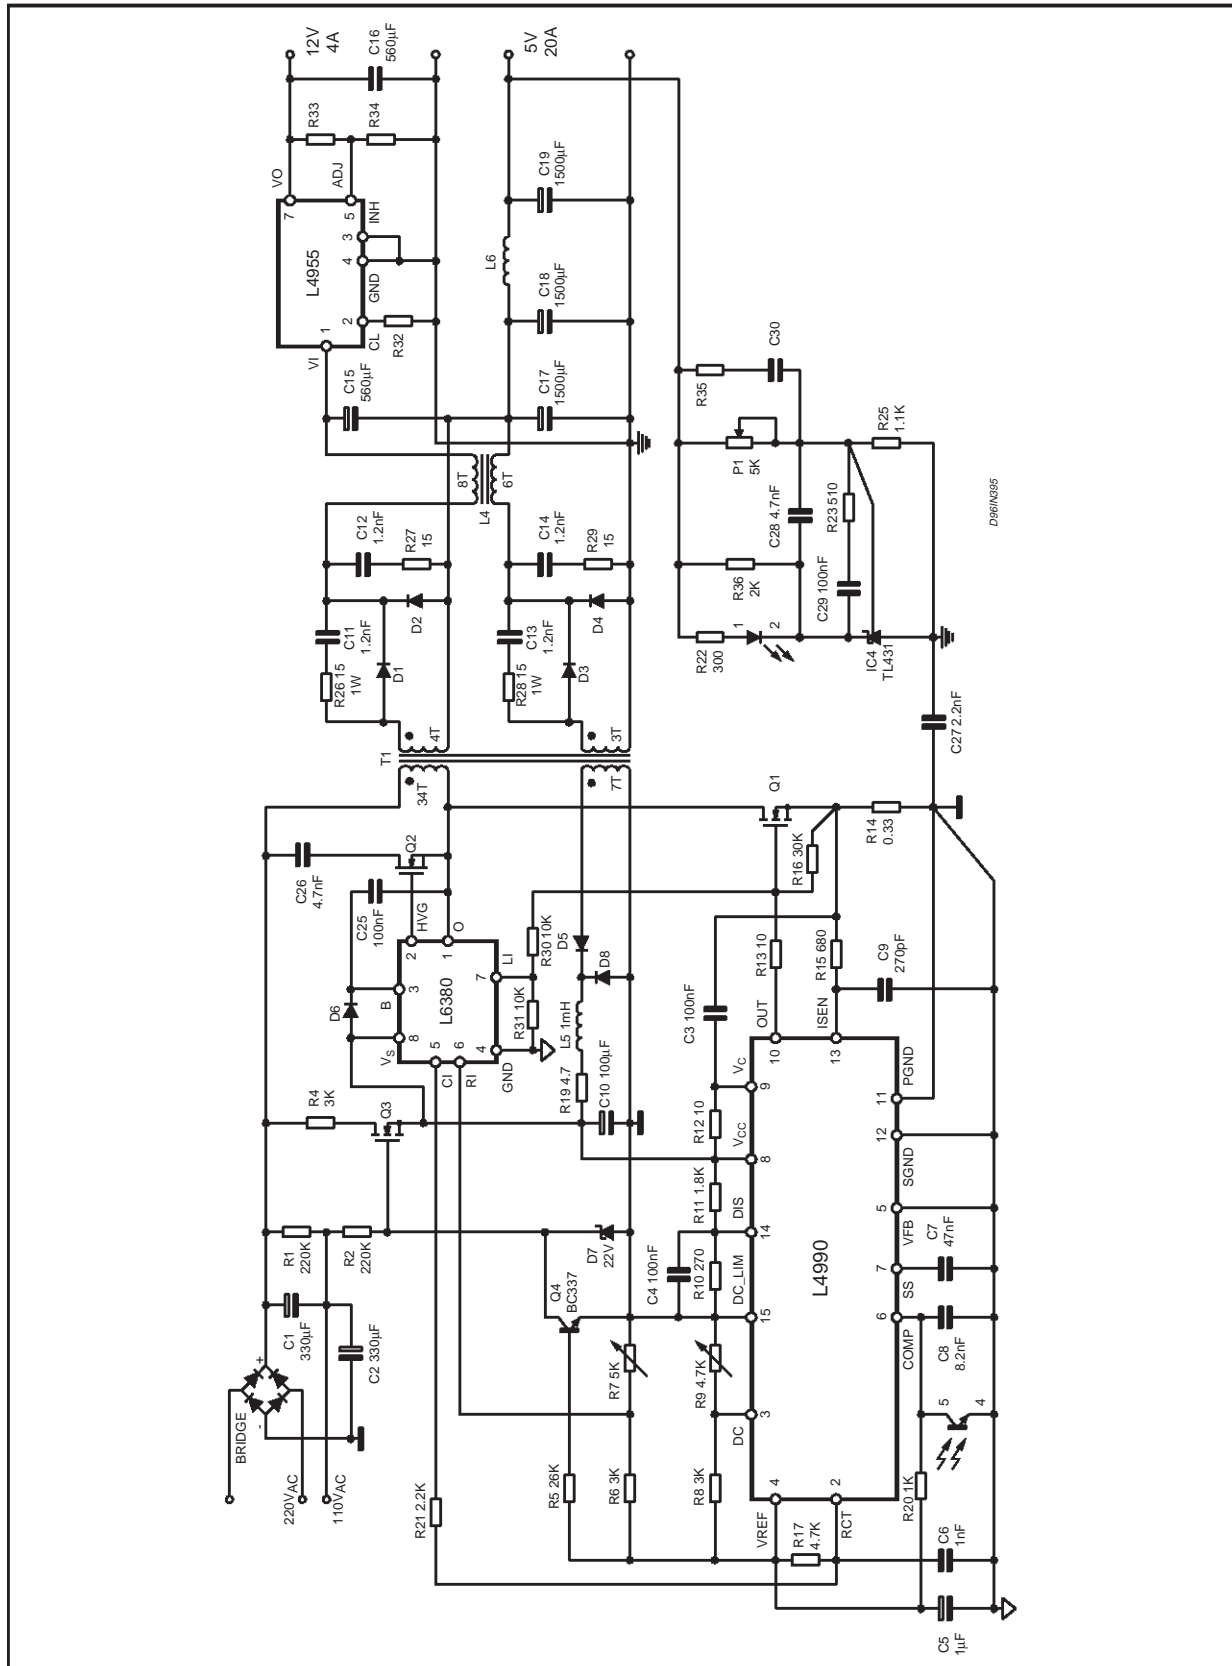 BRIDGE
+
-
220VAC
110VAC
C1
330µF
C2 330µF
R1
220K
R2
220K
R4
3K
Q3
D6
C25
100nF
C26
4.7nF
Q2
HVG
O
B
VS
CI
RI
GND
LI
L6380
8
3
2
1
5
6
4
7
R21 2.2K
R31 10K
R30 10K
D5
D8
L5 1mH
R19 4.7
C10 100µF
T1
34T
4T
7T
3T
R26 15
1W
C11
1.2nF
D1
D2
C12
1.2nF
R27
15
R28 15
1W
C13
1.2nF
D3
D4
C14
1.2nF
R29
15
8T
L4
6T
C15
560µF
VI
1
L4955
VO
7
ADJ
5
INH
3
4
GND
2
CL
R32
R33
R34
C16
560µF
12V
4A
5V
20A
C17
1500µF
C18
1500µF
L6
C19
1500µF
Q4
BC337
D7
22V
R5 26K
R6 3K
R7 5K
R8 3K
R9 4.7K
C4 100nF
R10 270
R11 1.8K
R12 10
C3 100nF
R13 10
R15 680
R16 30K
Q1
R14
0.33
C9
270pF
L4990
VREF
4
DC
3
DC_LIM
15
DIS
14
VCC
8
VC
9
OUT
10
ISEN
13
PGND
11
SGND
12
VFB
5
SS
7
COMP
6
RCT
2
R17
4.7K
R20 1K
C5
1µF
C6
1nF
C7
47nF
C8
8.2nF
5
4
C27 2.2nF
R22
300
1
2
R36
2K
C28 4.7nF
C29 100nF
R23 510
IC4
TL431
P1
5K
R35
C30
R25
1.1K
D96IN395